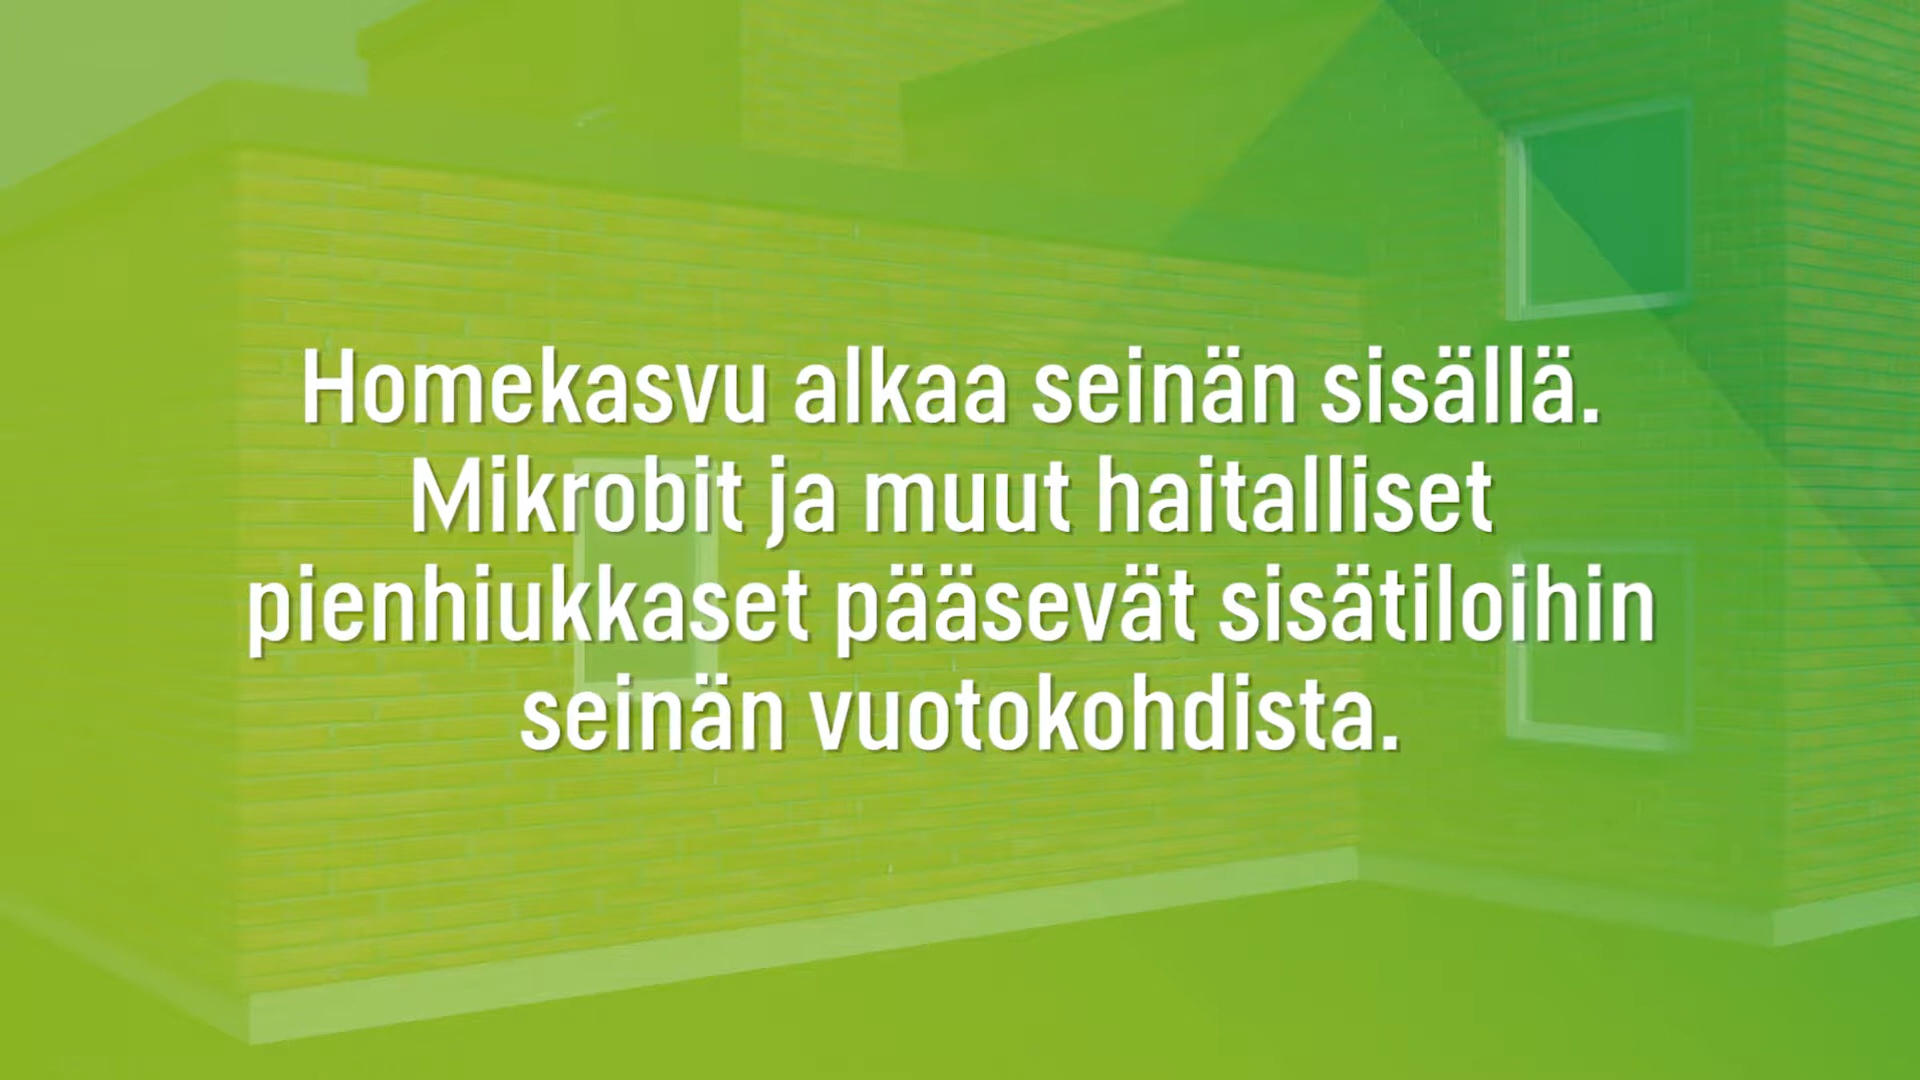 Homekasvu alkaa seinän sisällä.
Mikrobit ja muut haitalliset
pienhiukkaset pääsevät sisätiloihin
seinän vuotokohdista.